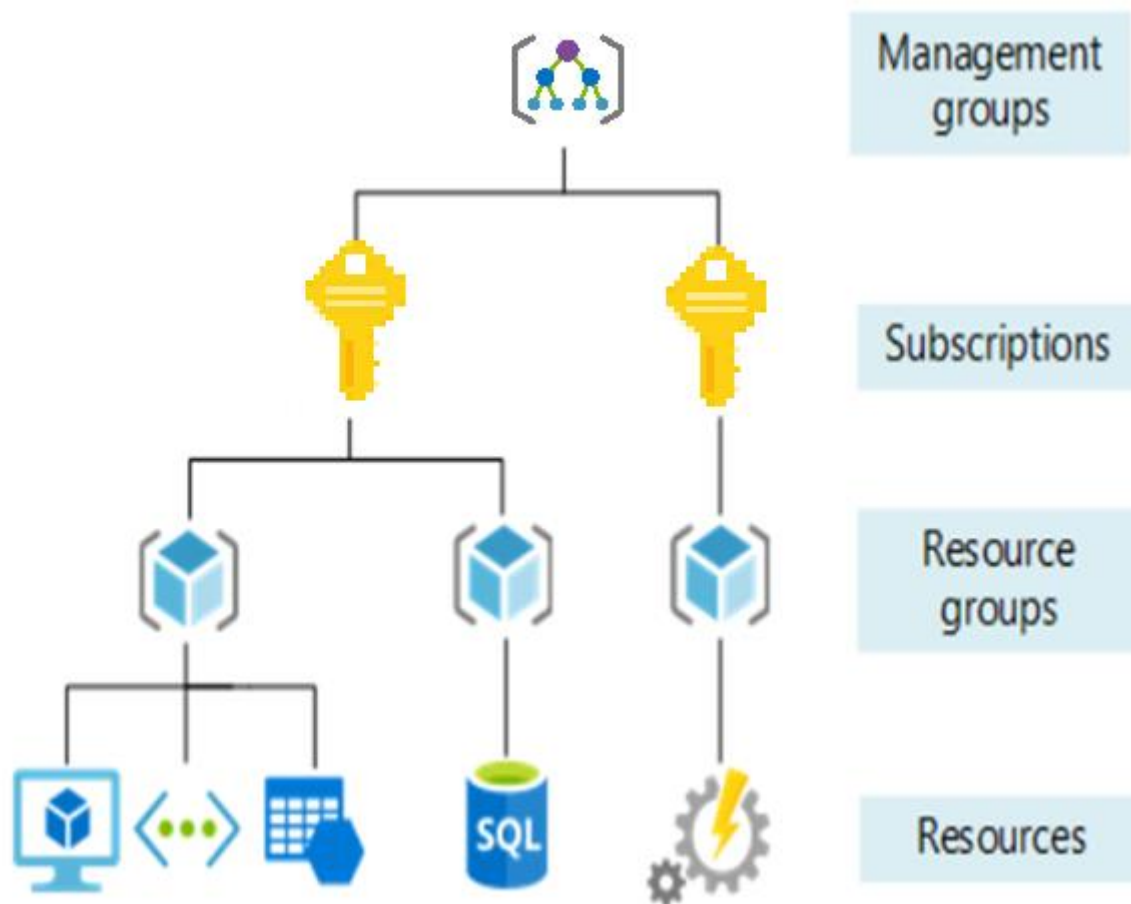 Management
groups
Subscriptions
Resource
groups
SQL
Resources